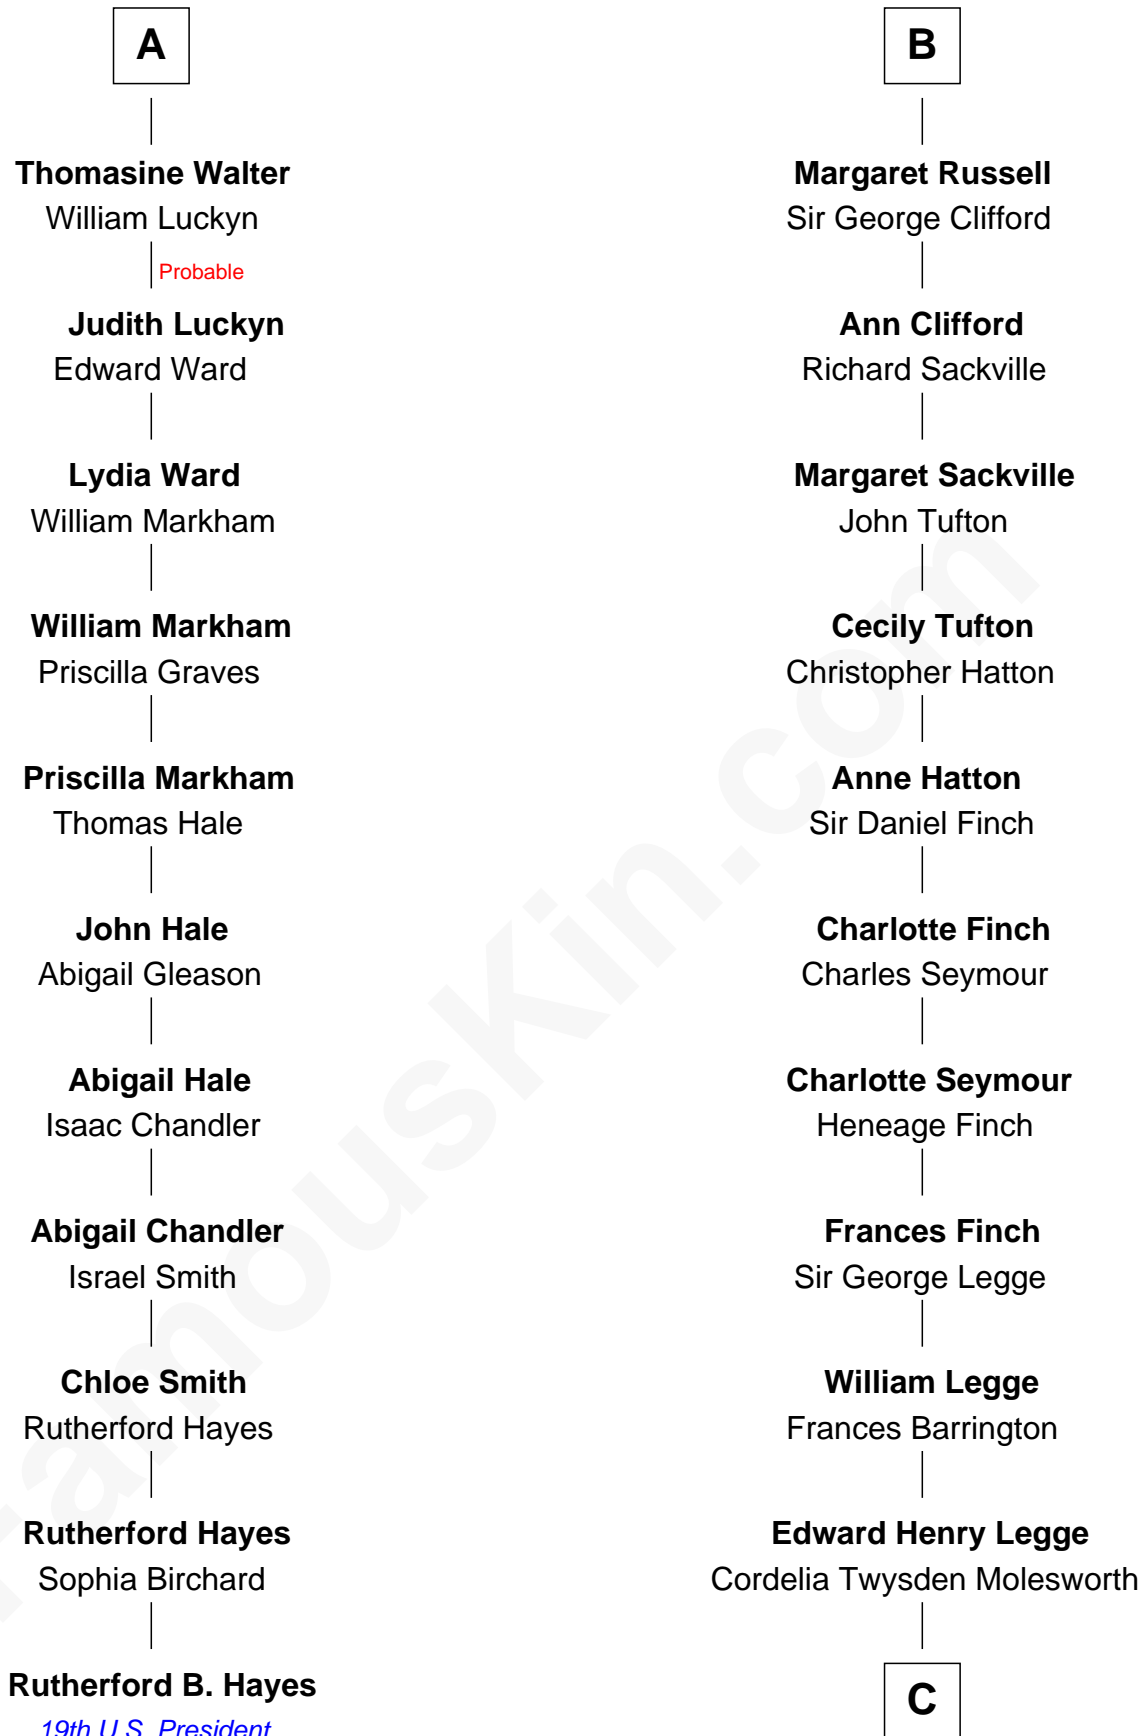 A
Thomasine Walter
William Luckyn
Probable
Judith Luckyn
Edward Ward
Lydia Ward
William Markham
William Markham
Priscilla Graves
Priscilla Markham
Thomas Hale
John Hale
Abigail Gleason
Abigail Hale
Isaac Chandler
Abigail Chandler
Israel Smith
Chloe Smith
Rutherford Hayes
Rutherford Hayes
Sophia Birchard
Rutherford B. Hayes
19th U.S. President
B
Margaret Russell
Sir George Clifford
Ann Clifford
Richard Sackville
Margaret Sackville
John Tufton
Cecily Tufton
Christopher Hatton
Anne Hatton
Sir Daniel Finch
Charlotte Finch
Charles Seymour
Charlotte Seymour
Heneage Finch
Frances Finch
Sir George Legge
William Legge
Frances Barrington
Edward Henry Legge
Cordelia Twysden Molesworth
C
FamousKin.com